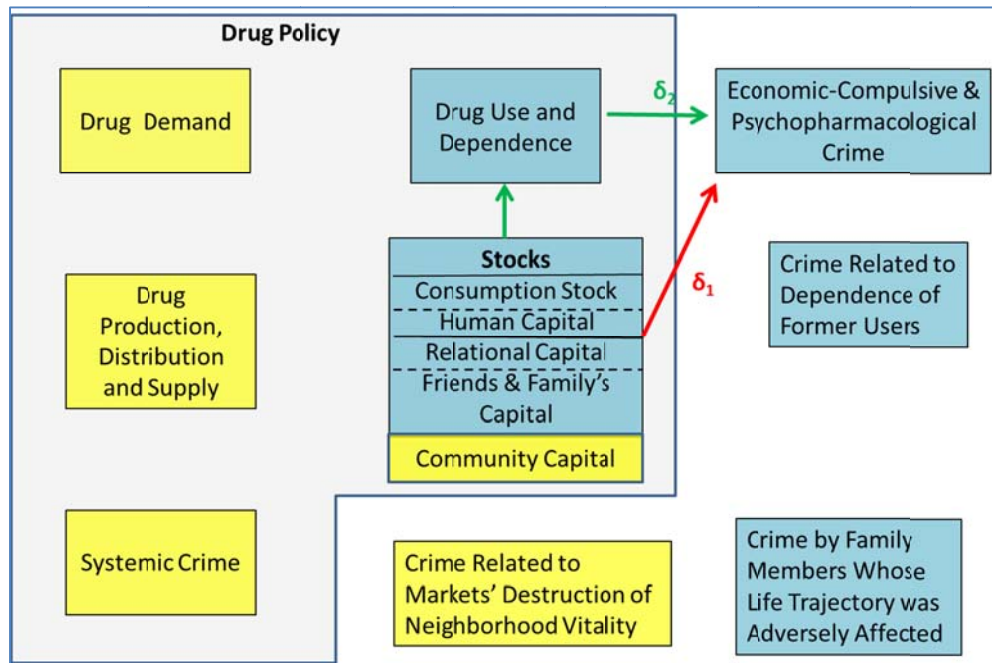 Drug Policy
Drug Demand
Drug Use and
Dependence
δ2
Economic-Compulsive &
Psychopharmacological
Crime
Stocks
Consumption Stock
Human Capital
Relational Capital
Friends & Family's
Capital
Community Capital
δ1
Drug
Production,
Distribution
and Supply
Crime Related to
Dependence of
Former Users
Systemic Crime
Crime Related to
Markets' Destruction of
Neighborhood Vitality
Crime by Family
Members Whose
Life Trajectory was
Adversely Affected